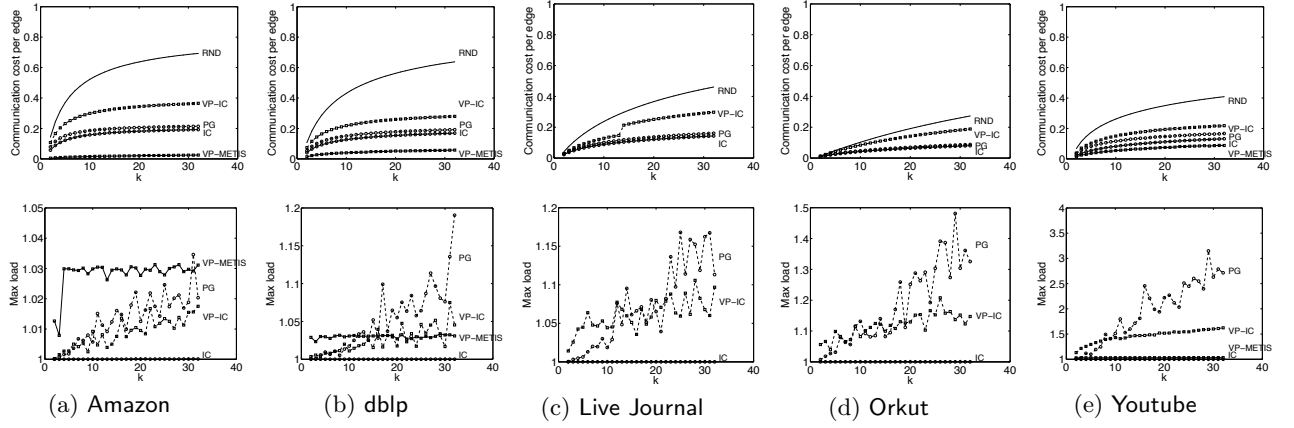 Communication cost per edge
1
0.8
0.6
0.4
0.2
0
0 10 20 30 40
k
RND
VP-IC
PG
IC
VP-METIS
Communication cost per edge
1
0.8
0.6
0.4
0.2
0
0 10 20 30 40
k
RND
VP-IC
PG
IC
VP-METIS
Communication cost per edge
1
0.8
0.6
0.4
0.2
0
0 10 20 30 40
k
RND
VP-IC
PG
IC
Communication cost per edge
1
0.8
0.6
0.4
0.2
0
0 10 20 30 40
k
RND
VP-IC
PG
IC
Communication cost per edge
1
0.8
0.6
0.4
0.2
0
0 10 20 30 40
k
RND
VP-IC
PG
IC
VP-METIS
Max load
1.05
1.04
1.03
1.02
1.01
1
0 10 20 30 40
k
VP-METIS
PG
VP-IC
IC
Max load
1.2
1.15
1.1
1.05
1
0 10 20 30 40
k
PG
VP-IC
VP-METIS
IC
Max load
1.2
1.15
1.1
1.05
1
0 10 20 30 40
k
PG
VP-IC
IC
Max load
1.5
1.4
1.3
1.2
1.1
1
0 10 20 30 40
k
PG
VP-IC
IC
Max load
4
3.5
3
2.5
2
1.5
1
0 10 20 30 40
k
PG
VP-IC
VP-METIS
IC
(a) Amazon
(b) dblp
(c) Live Journal
(d) Orkut
(e) Youtube